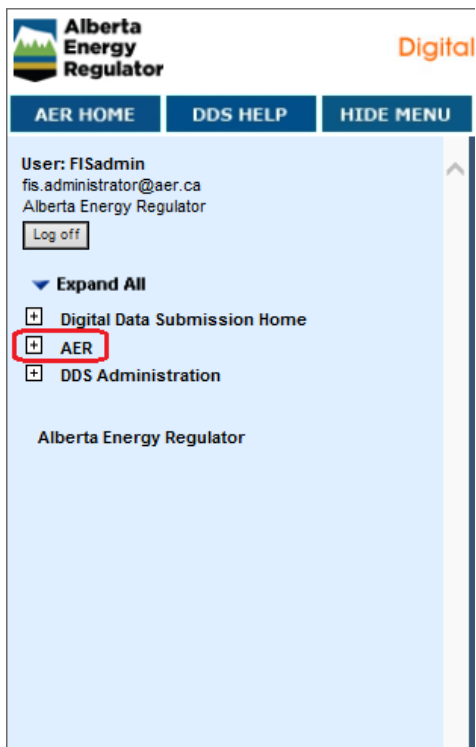 Alberta
Energy
Regulator
Digital
AER HOME
DDS HELP
HIDE MENU
User: FISadmin
fis.administrator@aer.ca
Alberta Energy Regulator
Log off
Expand All
Digital Data Submission Home
AER
DDS Administration
Alberta Energy Regulator